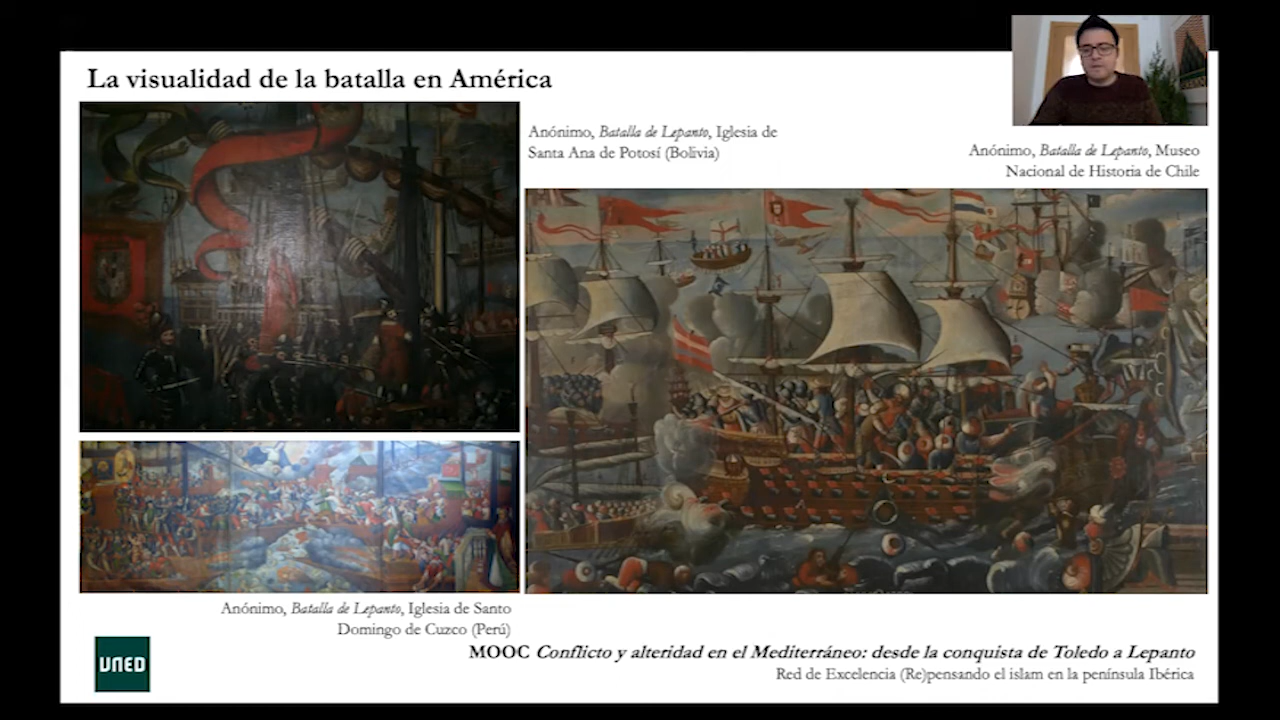 La visualidad de la batalla en América
Anónimo, Batalla de Lepanto, Iglesia de
Santa Ana de Potosí (Bolivia)
Anónimo, Batalla de Lepanto, Museo
Nacional de Historia de Chile
Anónimo, Batalla de Lepanto, Iglesia de Santo
Domingo de Cuzco (Perú)
UNED
MOOC Conflicto y alteridad en el Mediterráneo: desde la conquista de Toledo a Lepanto
Red de Excelencia (Re)pensando el islam en la península Ibérica